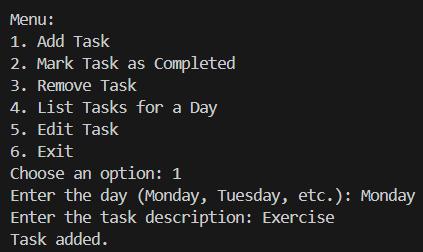 Menu:
1. Add Task
2. Mark Task as Completed
3. Remove Task
4. List Tasks for a Day
5. Edit Task
6. Exit
Choose an option: 1
Enter the day (Monday, Tuesday, etc.): Monday
Enter the task description: Exercise
Task added.